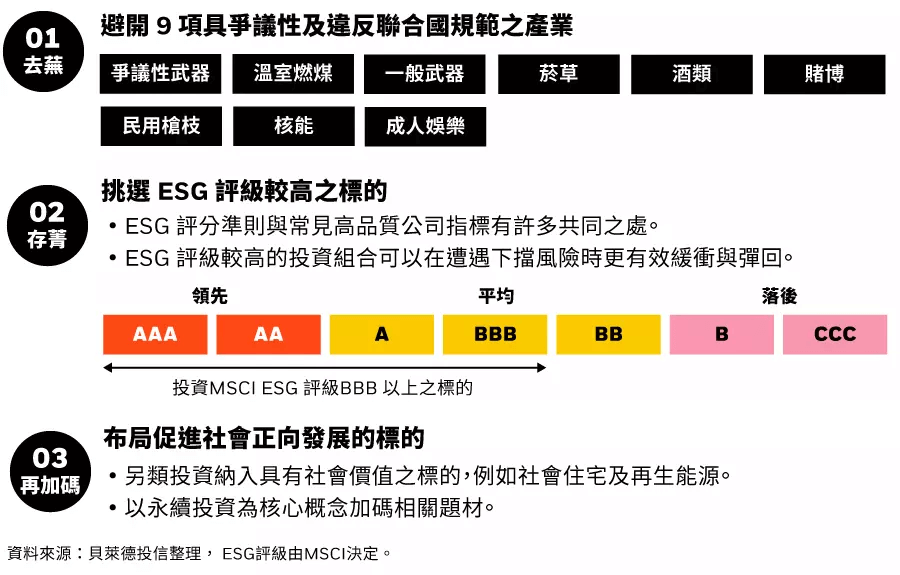 01
去蕪
避開 9 項具爭議性及違反聯合國規範之產業
爭議性武器 溫室燃煤 一般武器 菸草 酒類 賭博
民用槍枝 核能 成人娛樂
02
存菁
挑選 ESG 評級較高之標的
• ESG 評分準則與常見高品質公司指標有許多共同之處。
• ESG 評級較高的投資組合可以在遭遇下檔風險時更有效緩衝與彈回。
領先 平均 落後
AAA AA A BBB BB B CCC
投資MSCI ESG 評級BBB 以上之標的
03
再加碼
布局促進社會正向發展的標的
• 另類投資納入具有社會價值之標的，例如社會住宅及再生能源。
• 以永續投資為核心概念加碼相關題材。
資料來源：貝萊德投信整理， ESG評級由MSCI決定。